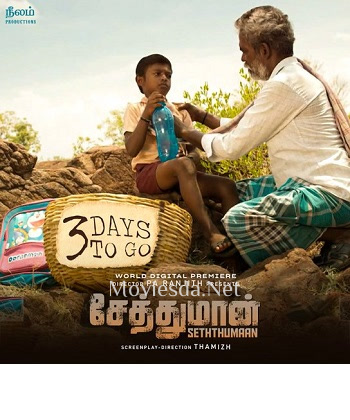 நீலம்
PRODUCTIONS
3 DAYS
TO GO
WORLD DIGITAL PREMIERE
DIRECTOR PA RANJITH PRESENTS
Moviesda.Net
சேத்துமான்
SETHTHUMAAN
SCREENPLAY-DIRECTION THAMIZH